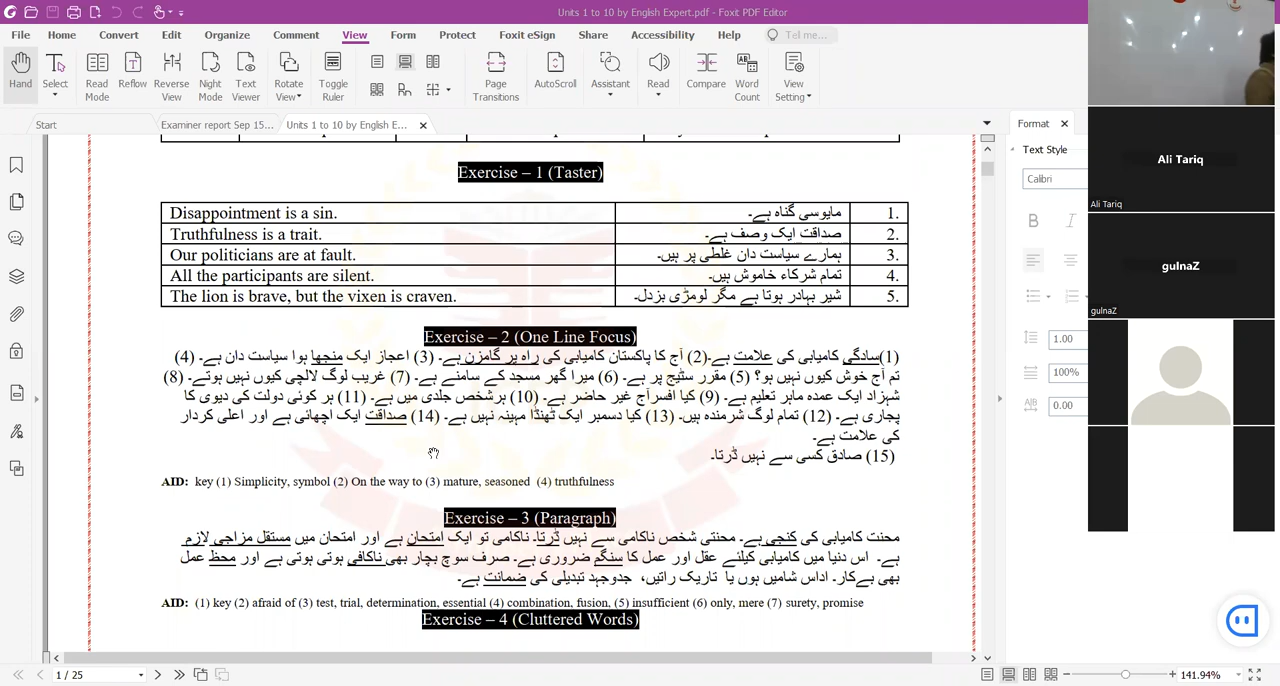 Units 1 to 10 by Engish Expert.pdf - Foxit PDF Editor
File Home Convert Edit Organize Comment View Form Protect Foxit eSign Share Accessibility Help Tell me...
Hand Select Read Mode Reflow Reverse View Night Mode Text Viewer Rotate View Toggle Ruler Page Transitions AutoScroll Assistant Read Compare Word Count View Setting
Start Examiner report Sep 15... Units 1 to 10 by English E... Format
Text Style
Calibri
B I
1.00
100%
0.00
Exercise – 1 (Taster)
Disappointment is a sin. مایوسی گناہ ہے۔ 1.
Truthfulness is a trait. صداقت ایک وصف ہے۔ 2.
Our politicians are at fault. ہمارے سیاست دان غلطی پر ہیں۔ 3.
All the participants are silent. تمام شرکاء خاموش ہیں۔ 4.
The lion is brave, but the vixen is craven. شیر بہادر ہوتا ہے مگر لومڑی بزدل۔ 5.
Exercise – 2 (One Line Focus)
(1)سادگی کامیابی کی علامت ہے۔(2) آج کا پاکستان کامیابی کی راہ پر گامزن ہے۔ (3) اعجاز ایک منجھا ہوا سیاست دان ہے۔ (4)
تم آج خوش کیوں نہیں ہو؟ (5) مقرر سٹیج پر ہے۔ (6) میرا گھر مسجد کے سامنے ہے۔ (7) غریب لوگ لالچی کیوں نہیں ہوتے۔ (8)
شہزاد ایک عمدہ ماہر تعلیم ہے۔ (9) کیا افسرآج غیر حاضر ہے۔ (10) ہرشخص جلدی میں ہے۔ (11) ہر کوئی دولت کی دیوی کا
پجاری ہے۔ (12) تمام لوگ شرمندہ ہیں۔ (13) کیا دسمبر ایک ٹھنڈا مہینہ نہیں ہے۔ (14) صداقت ایک اچھائی ہے اور اعلی کردار
کی علامت ہے۔
(15) صادق کسی سے نہیں ڈرتا۔
AID: key (1) Simplicity, symbol (2) On the way to (3) mature, seasoned (4) truthfulness
Exercise – 3 (Paragraph)
محنت کامیابی کی کنجی ہے۔ محنتی شخص ناکامی سے نہیں ڈرتا۔ ناکامی تو ایک امتحان ہے اور امتحان میں مستقل مزاجی لازم
ہے۔ اس دنیا میں کامیابی کیلئے عقل اور عمل کا سنگم ضروری ہے۔ صرف سوچ بچار بھی ناکافی ہوتی ہوتی ہے اور محظ عمل
بھی بےکار۔ اداس شامیں ہوں یا تاریک راتیں، جدوجہد تبدیلی کی ضمانت ہے۔
AID: (1) key (2) afraid of (3) test, trial, determination, essential (4) combination, fusion, (5) insufficient (6) only, mere (7) surety, promise
Exercise – 4 (Cluttered Words)
1 / 25
141.94%
Ali Tariq
Ali Tariq
gulnaZ
gulnaZ